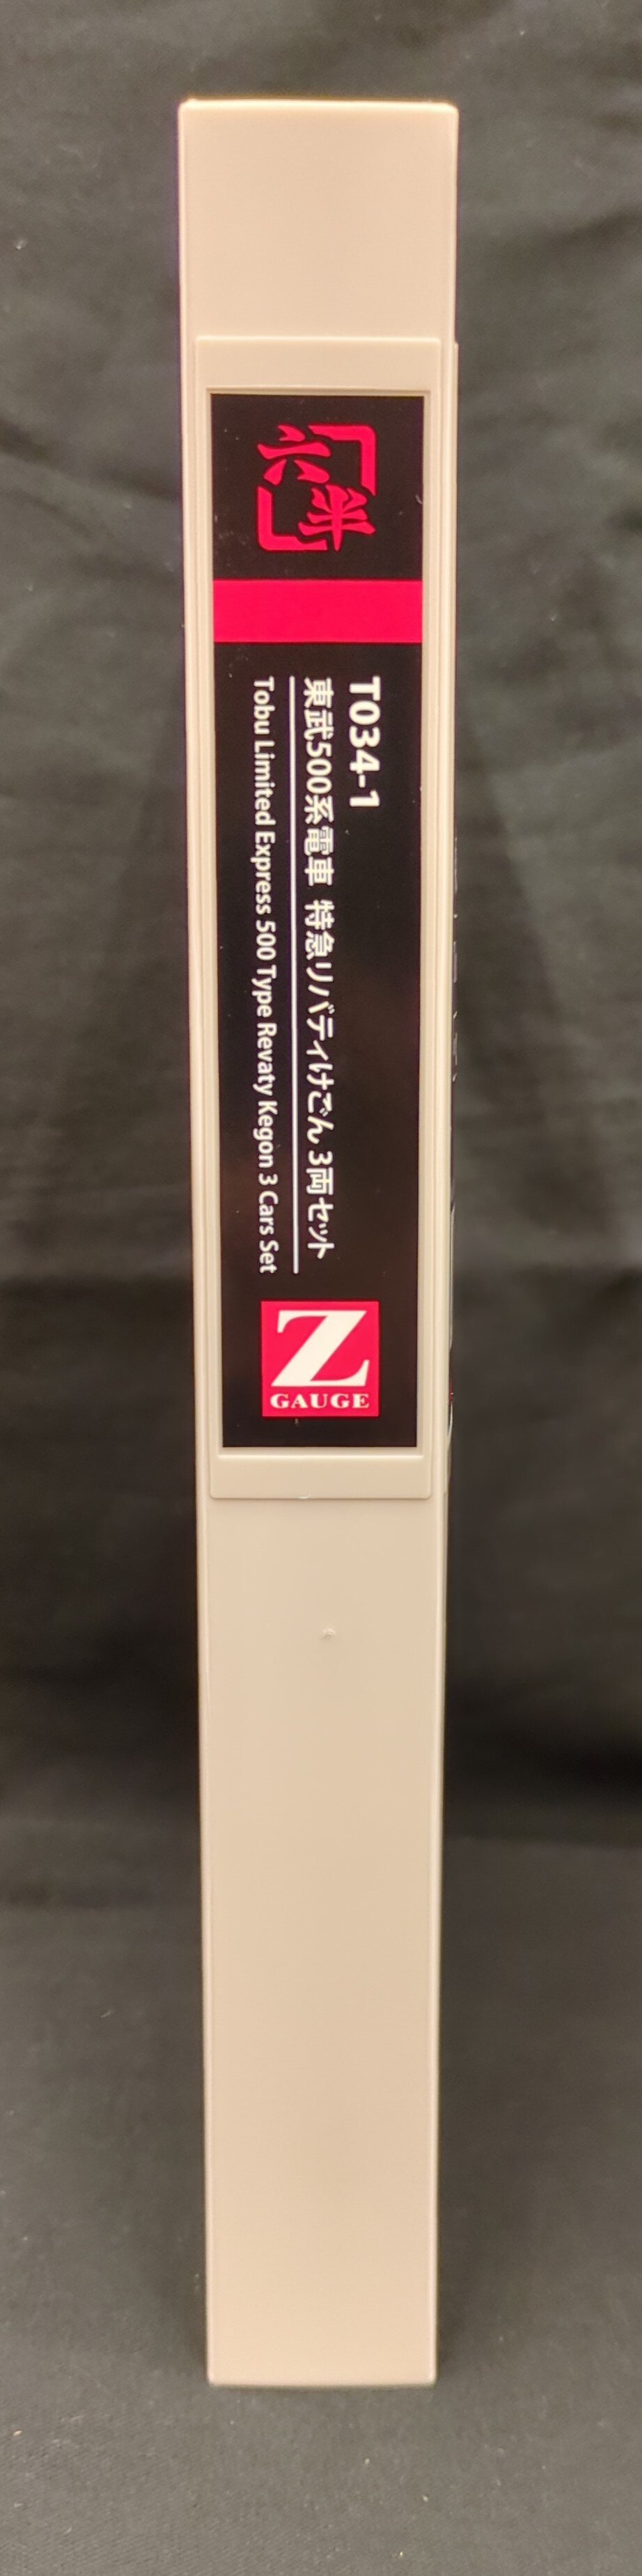 六半
T034-1
東武500系電車 特急リバティけごん 3両セット
Tobu Limited Express 500 Type Revaty Kegon 3 Cars Set
Z
GAUGE